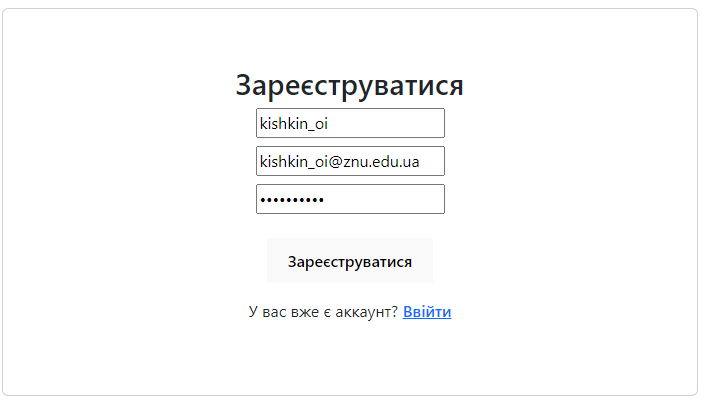 Зареєструватися
kishkin_oi
kishkin_oi@znu.edu.ua
••••••••••
Зареєструватися
У вас вже є аккаунт? Ввійти